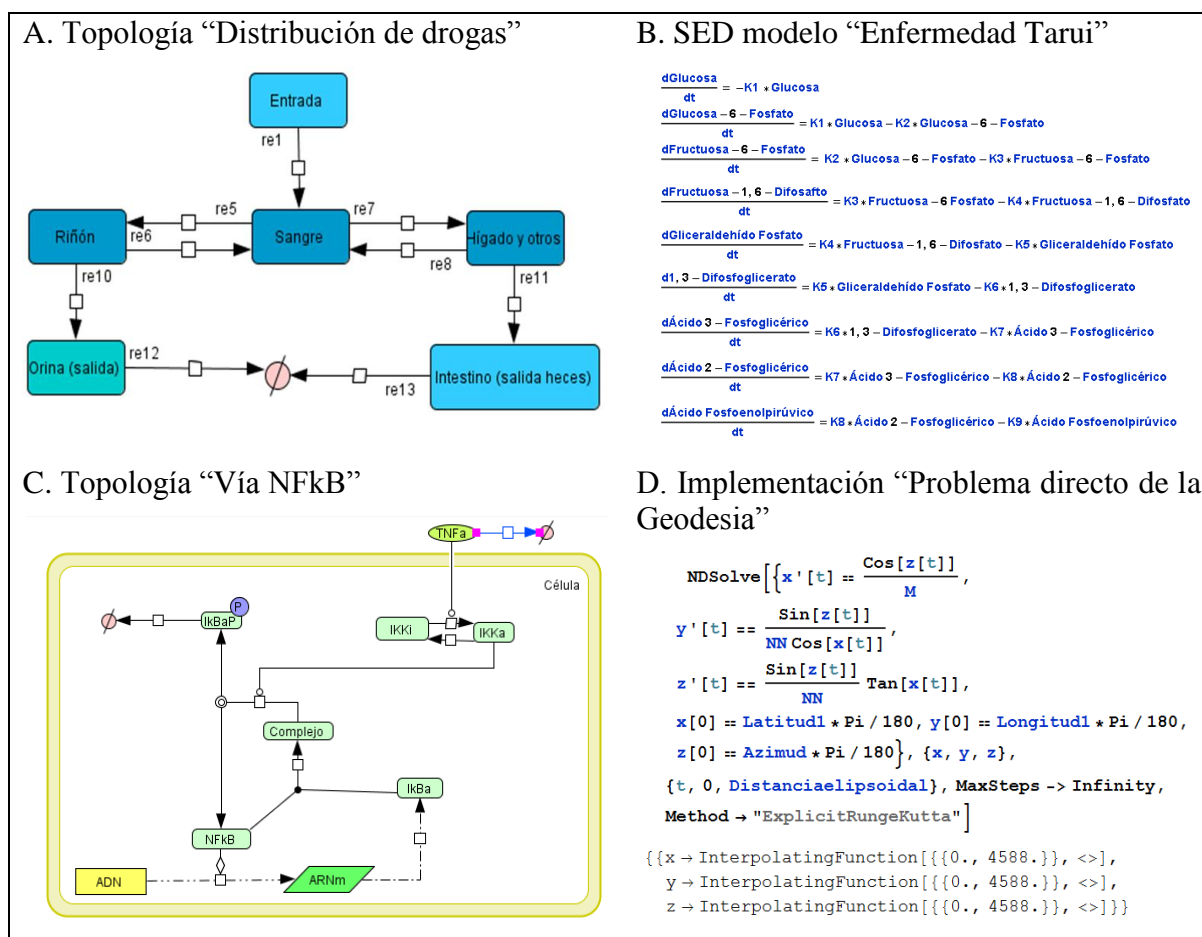 A. Topología “Distribución de drogas”
Entrada
re1
re5
re7
Riñón
re6
Sangre
Hígado y otros
re8
re10
re11
Orina (salida)
re12
re13
Intestino (salida heces)
B. SED modelo “Enfermedad Tarui”
dGlucosa/dt = -K1 * Glucosa
dGlucosa - 6 - Fosfato/dt = K1 * Glucosa - K2 * Glucosa - 6 - Fosfato
dFructuosa - 6 - Fosfato/dt = K2 * Glucosa - 6 - Fosfato - K3 * Fructuosa - 6 - Fosfato
dFructuosa - 1, 6 - Difosafto/dt = K3 * Fructuosa - 6 Fosfato - K4 * Fructuosa - 1, 6 - Difosfato
dGliceraldehído Fosfato/dt = K4 * Fructuosa - 1, 6 - Difosfato - K5 * Gliceraldehído Fosfato
d1, 3 - Difosfoglicerato/dt = K5 * Gliceraldehído Fosfato - K6 * 1, 3 - Difosfoglicerato
dÁcido 3 - Fosfoglicérico/dt = K6 * 1, 3 - Difosfoglicerato - K7 * Ácido 3 - Fosfoglicérico
dÁcido 2 - Fosfoglicérico/dt = K7 * Ácido 3 - Fosfoglicérico - K8 * Ácido 2 - Fosfoglicérico
dÁcido Fosfoenolpirúvico/dt = K8 * Ácido 2 - Fosfoglicérico - K9 * Ácido Fosfoenolpirúvico
C. Topología “Vía NFkB”
TNFa
Célula
P
IkBaP
IKKi
IKKa
Complejo
IkBa
NFkB
ADN
ARNm
D. Implementación “Problema directo de la
Geodesia”
NDSolve[{x'[t] == Cos[z[t]]/M,
y'[t] == Sin[z[t]]/(NN Cos[x[t]]),
z'[t] == Sin[z[t]]/NN Tan[x[t]],
x[0] == Latitud1 * Pi / 180, y[0] == Longitud1 * Pi / 180,
z[0] == Azimud * Pi / 180}, {x, y, z},
{t, 0, Distanciaelipsoidal}, MaxSteps -> Infinity,
Method → "ExplicitRungeKutta"]
{{x → InterpolatingFunction[{{0., 4588.}}, <>],
y → InterpolatingFunction[{{0., 4588.}}, <>],
z → InterpolatingFunction[{{0., 4588.}}, <>]}}